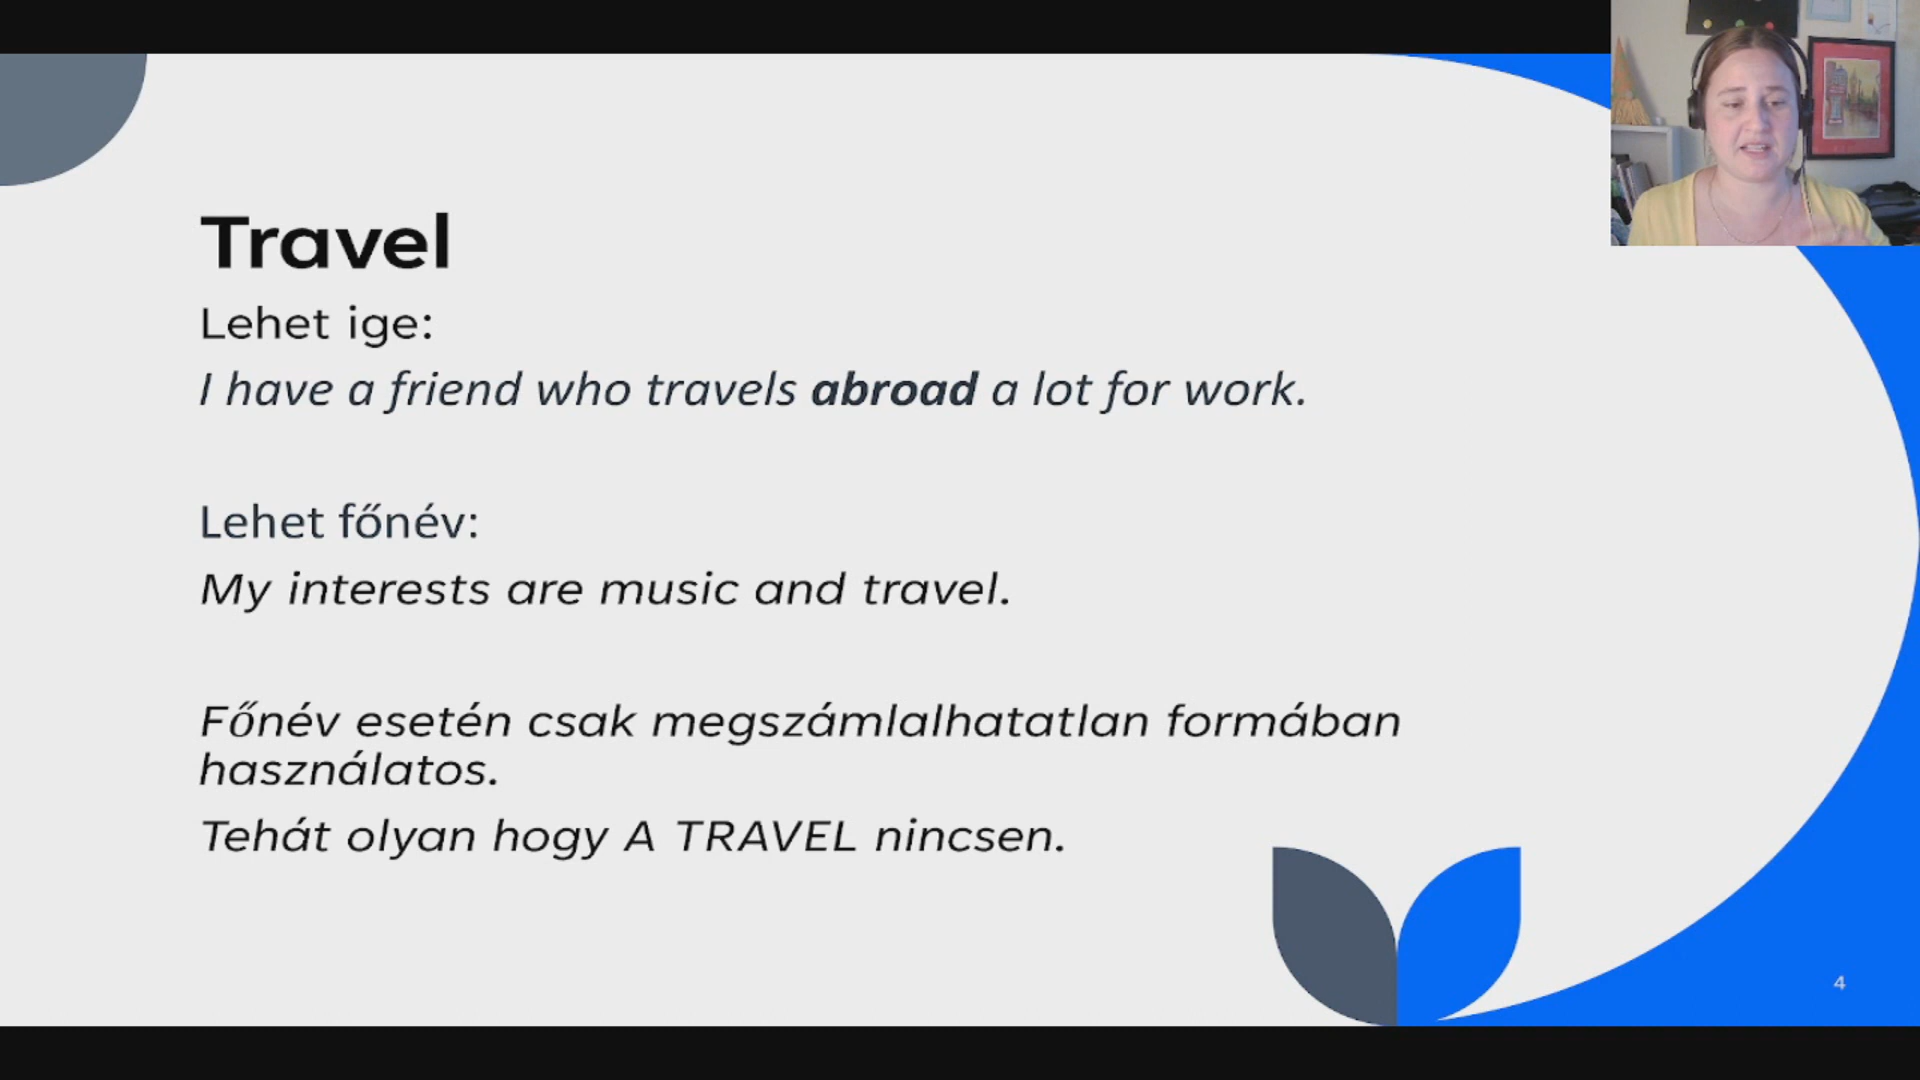 Travel
Lehet ige:
I have a friend who travels abroad a lot for work.
Lehet főnév:
My interests are music and travel.
Főnév esetén csak megszámlalhatatlan formában
használatos.
Tehát olyan hogy A TRAVEL nincsen.
4